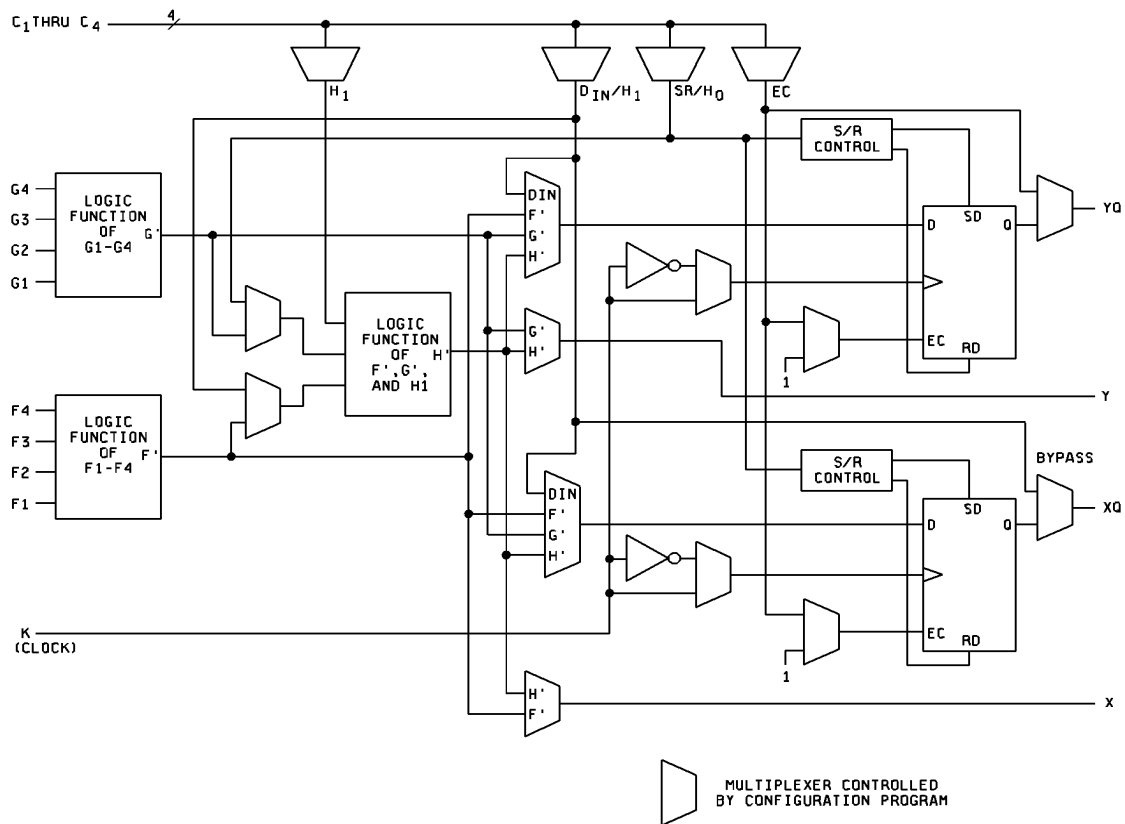 C1 THRU C4
4
H1
DIN/H1
SR/H0
EC
S/R
CONTROL
G4
G3
G2
G1
LOGIC
FUNCTION
OF
G1-G4
G'
DIN
F'
G'
H'
SD
D
Q
EC
RD
YQ
1
LOGIC
FUNCTION
OF
F',G',
AND H1
H'
G'
H'
Y
F4
F3
F2
F1
LOGIC
FUNCTION
OF
F1-F4
F'
S/R
CONTROL
BYPASS
DIN
F'
G'
H'
SD
D
Q
EC
RD
XQ
1
K
(CLOCK)
H'
F'
X
MULTIPLEXER CONTROLLED
BY CONFIGURATION PROGRAM